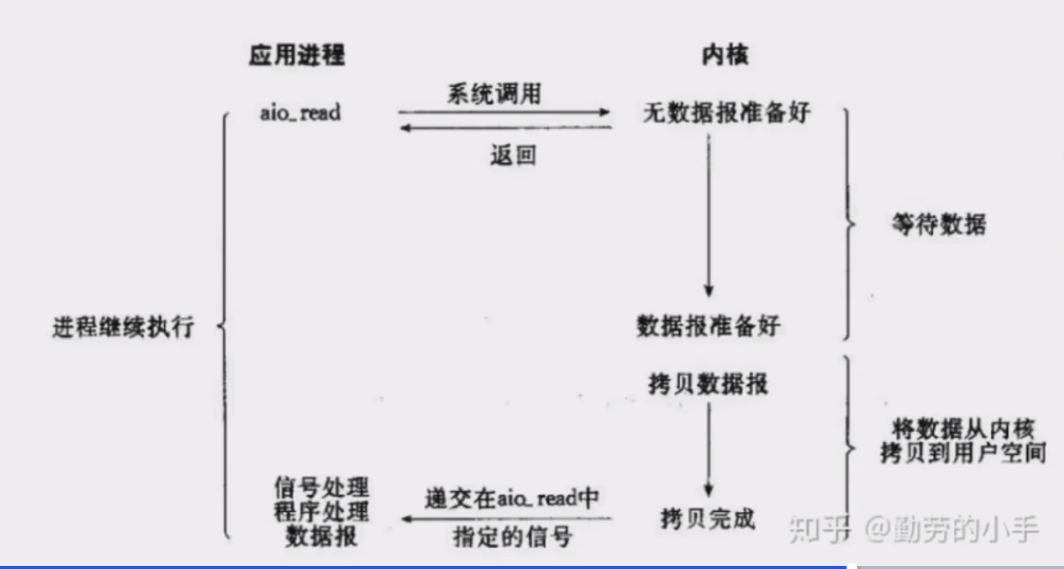 应用进程
内核
aio_read
系统调用
无数据报准备好
返回
等待数据
进程继续执行
数据报准备好
拷贝数据报
将数据从内核
拷贝到用户空间
信号处理
程序处理
数据报
递交在aio_read中
指定的信号
拷贝完成
知乎 @勤劳的小手